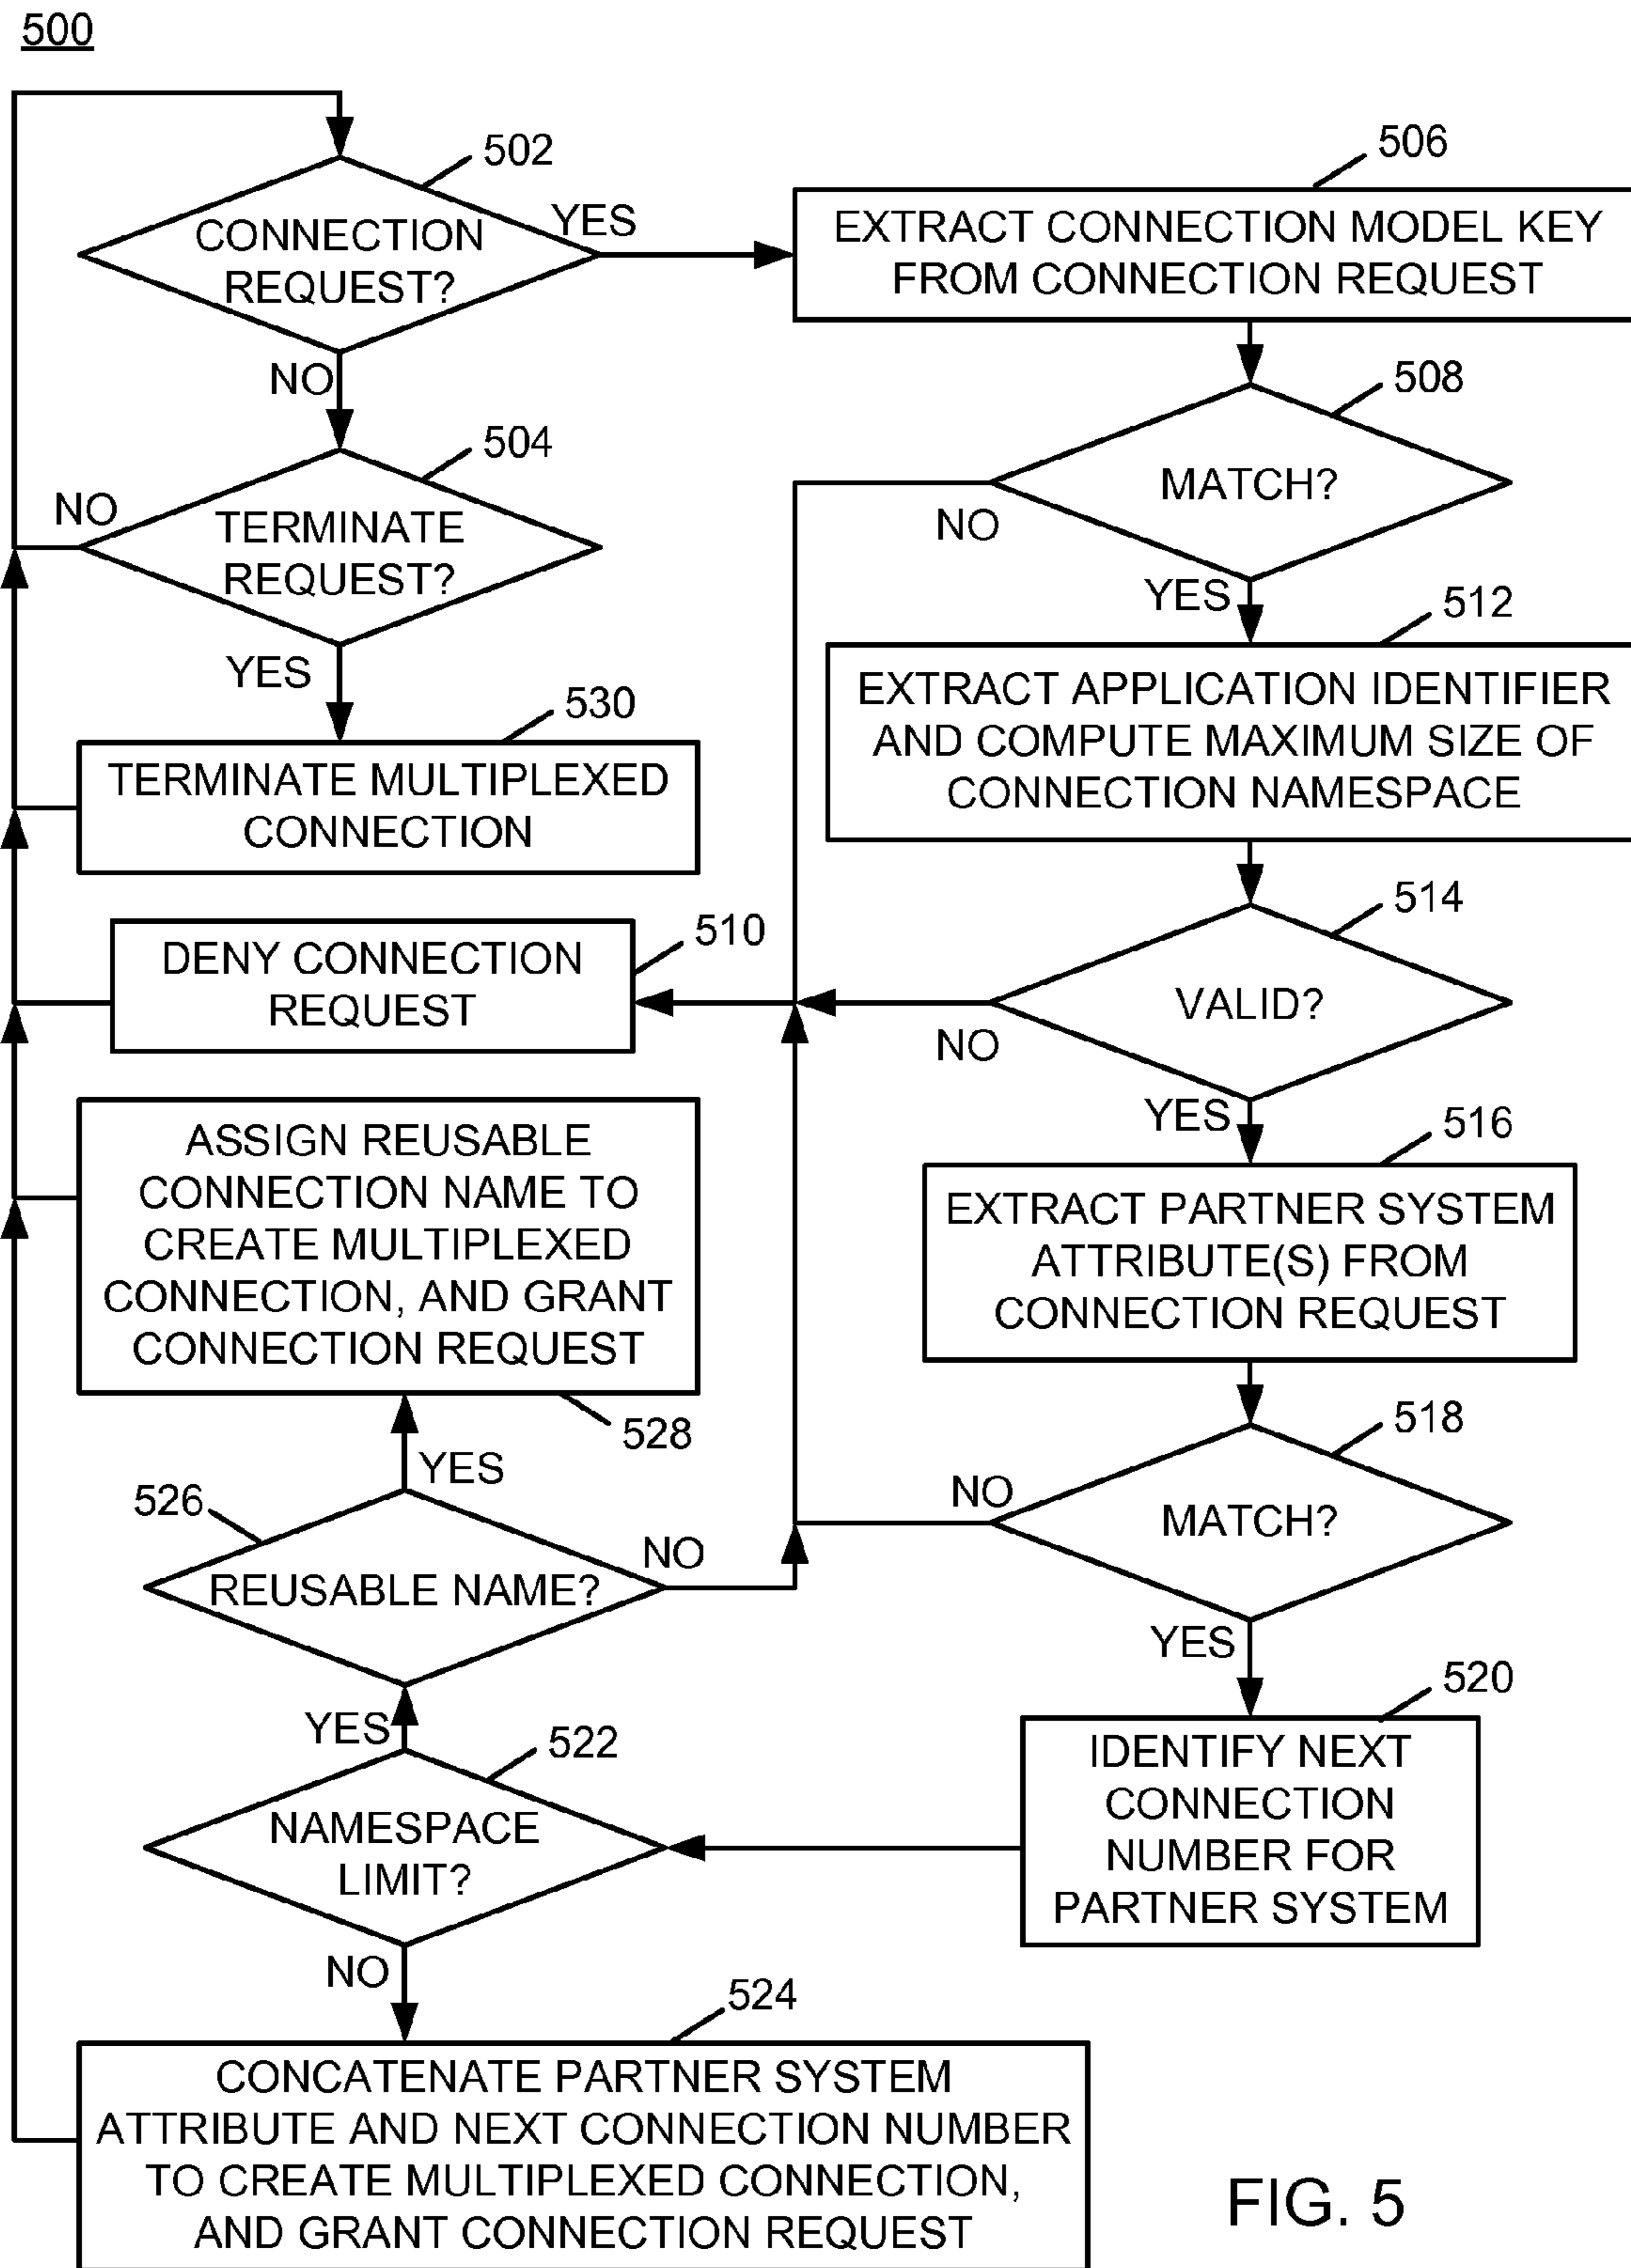 500
502
CONNECTION
REQUEST?
YES
NO
506
EXTRACT CONNECTION MODEL KEY
FROM CONNECTION REQUEST
508
MATCH?
NO
YES
504
TERMINATE
REQUEST?
NO
YES
512
EXTRACT APPLICATION IDENTIFIER
AND COMPUTE MAXIMUM SIZE OF
CONNECTION NAMESPACE
530
TERMINATE MULTIPLEXED
CONNECTION
514
VALID?
NO
YES
510
DENY CONNECTION
REQUEST
516
EXTRACT PARTNER SYSTEM
ATTRIBUTE(S) FROM
CONNECTION REQUEST
ASSIGN REUSABLE
CONNECTION NAME TO
CREATE MULTIPLEXED
CONNECTION, AND GRANT
CONNECTION REQUEST
528
518
MATCH?
NO
YES
YES
526
REUSABLE NAME?
NO
520
IDENTIFY NEXT
CONNECTION
NUMBER FOR
PARTNER SYSTEM
YES
522
NAMESPACE
LIMIT?
NO
524
CONCATENATE PARTNER SYSTEM
ATTRIBUTE AND NEXT CONNECTION NUMBER
TO CREATE MULTIPLEXED CONNECTION,
AND GRANT CONNECTION REQUEST
FIG. 5